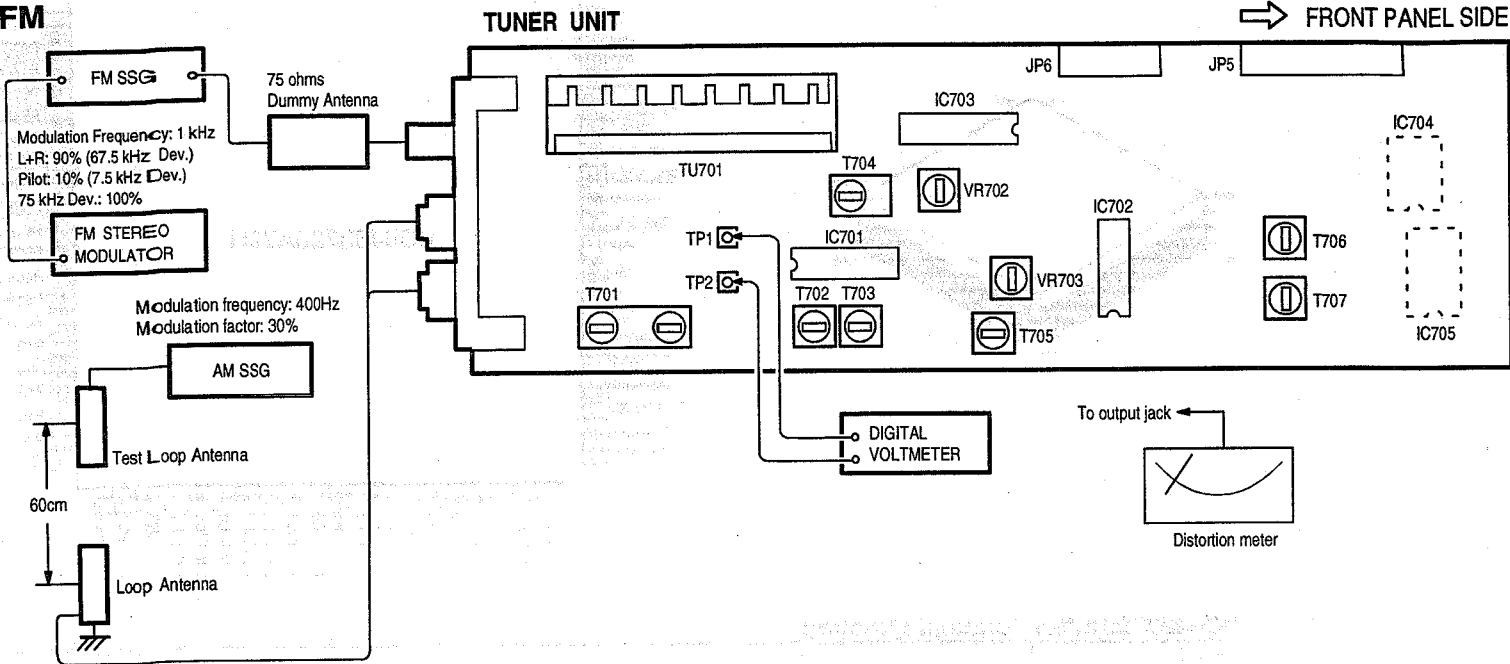 FM
TUNER UNIT
FRONT PANEL SIDE
FM SSG
75 ohms
Dummy Antenna
Modulation Frequency: 1 kHz
L+R: 90% (67.5 kHz Dev.)
Pilot: 10% (7.5 kHz Dev.)
75 kHz Dev.: 100%
FM STEREO
MODULATOR
Modulation frequency: 400Hz
Modulation factor: 30%
AM SSG
Test Loop Antenna
60cm
Loop Antenna
JP6
JP5
IC703
IC704
TU701
T704
VR702
IC702
TP1
IC701
T706
TP2
T701
T702
T703
VR703
T707
T705
IC705
DIGITAL
VOLTMETER
To output jack
Distortion meter